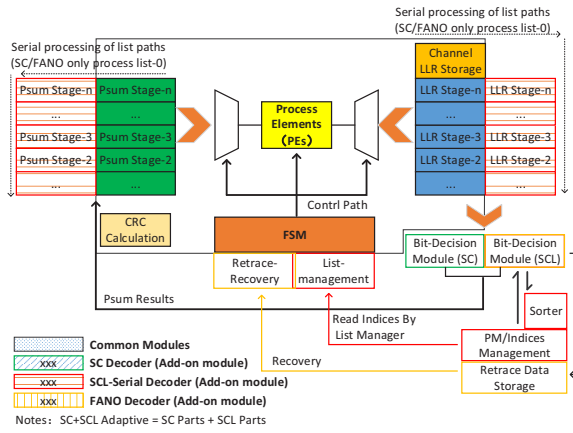 Serial processing of list paths
(SC/FANO only process list-0)
Serial processing of list paths
(SC/FANO only process list-0)
Channel
LLR Storage
Psum Stage-n
Psum Stage-n
LLR Stage-n
LLR Stage-n
...
...
...
...
Psum Stage-3
Psum Stage-3
LLR Stage-3
LLR Stage-3
Psum Stage-2
Psum Stage-2
LLR Stage-2
LLR Stage-2
...
...
...
...
Process
Elements
(PEs)
Contrl Path
CRC
Calculation
FSM
Retrace-
Recovery
List-
management
Bit-Decision
Module (SC)
Bit-Decision
Module (SCL)
Psum Results
Read Indices By
List Manager
Sorter
PM/Indices
Management
Recovery
Retrace Data
Storage
Common Modules
xxx SC Decoder (Add-on module)
xxx SCL-Serial Decoder (Add-on module)
xxx FANO Decoder (Add-on module)
Notes: SC+SCL Adaptive = SC Parts + SCL Parts